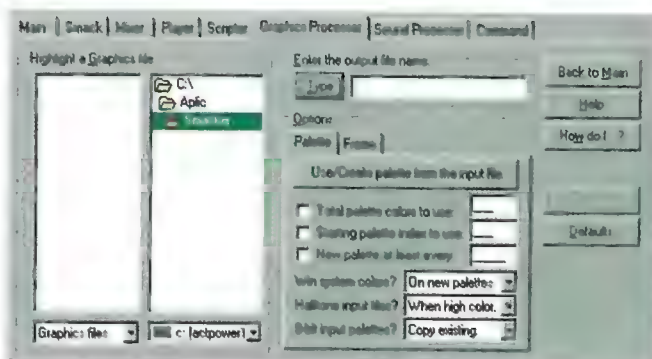 Main Smack Mixer Player Scripter Graphics Processor Sound Processor Command
Highlight a Graphics file
C:\
Aplic
Smacker
Graphics files
c: [actpower]
Enter the output file name:
Type
Options
Palette Frame
Use/Create palette from the input file
Total palette colors to use:
Starting palette index to use:
New palette at least every:
Win system colors? On new palettes
Halftone input files? When high color.
8-bit input palettes? Copy existing.
Back to Main
Help
How do I ?
Defaults